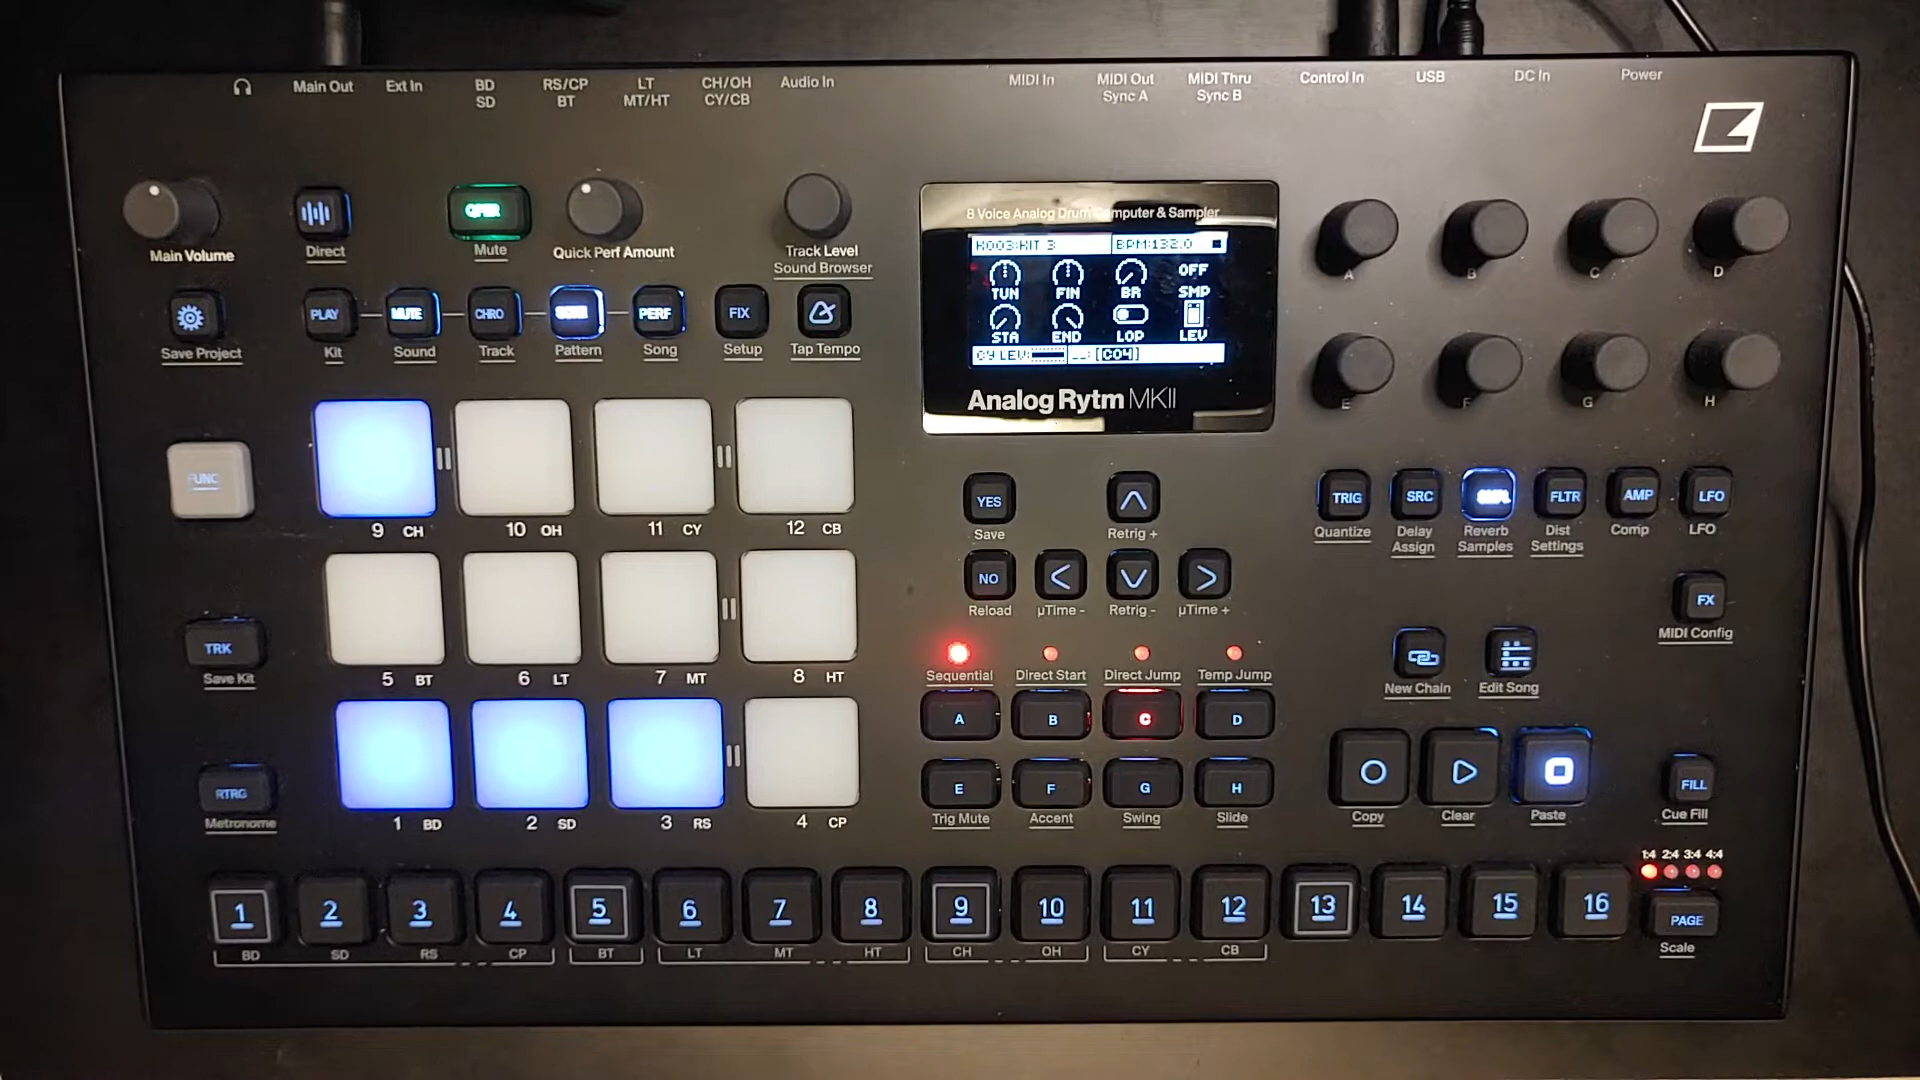 Main Out
Ext In
BD
SD
RS/CP
BT
LT
MT/HT
CH/OH
CY/CB
Audio In
MIDI In
MIDI Out
Sync A
MIDI Thru
Sync B
Control In
USB
DC In
Power
Main Volume
Direct
Mute
Quick Perf Amount
Track Level
Sound Browser
8 Voice Analog Drum Computer & Sampler
K003:KIT 3
BPM:132.0
TUN
FIN
BR
OFF
SMP
STA
END
LOP
LEV
CY LEV:
[C04]
Analog Rytm MKII
A
B
C
D
E
F
G
H
Save Project
PLAY
MUTE
CHRO
PERF
FIX
Kit
Sound
Track
Pattern
Song
Setup
Tap Tempo
FUNC
9 CH
10 OH
11 CY
12 CB
TRK
Save Kit
5 BT
6 LT
7 MT
8 HT
RTRG
Metronome
1 BD
2 SD
3 RS
4 CP
YES
Save
Retrig +
NO
Reload
µTime -
Retrig -
µTime +
TRIG
SRC
FLTR
AMP
LFO
Quantize
Delay
Assign
Reverb
Samples
Dist
Settings
Comp
LFO
FX
MIDI Config
Sequential
Direct Start
Direct Jump
Temp Jump
A
B
C
D
E
F
G
H
Trig Mute
Accent
Swing
Slide
New Chain
Edit Song
Copy
Clear
Paste
FILL
Cue Fill
1:4 2:4 3:4 4:4
PAGE
Scale
1 2 3 4 5 6 7 8 9 10 11 12 13 14 15 16
BD SD RS CP BT LT MT HT CH OH CY CB